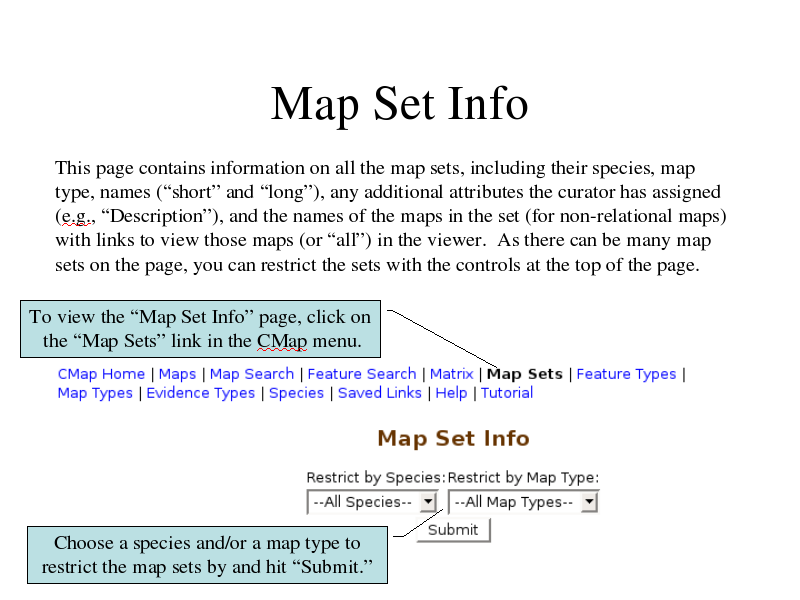 Map Set Info
This page contains information on all the map sets, including their species, map
type, names (“short” and “long”), any additional attributes the curator has assigned
(e.g., “Description”), and the names of the maps in the set (for non-relational maps)
with links to view those maps (or “all”) in the viewer.  As there can be many map
sets on the page, you can restrict the sets with the controls at the top of the page.
To view the “Map Set Info” page, click on
the “Map Sets” link in the CMap menu.
CMap Home | Maps | Map Search | Feature Search | Matrix | Map Sets | Feature Types |
Map Types | Evidence Types | Species | Saved Links | Help | Tutorial
Map Set Info
Restrict by Species: Restrict by Map Type:
--All Species-- --All Map Types--
Submit
Choose a species and/or a map type to
restrict the map sets by and hit “Submit.”